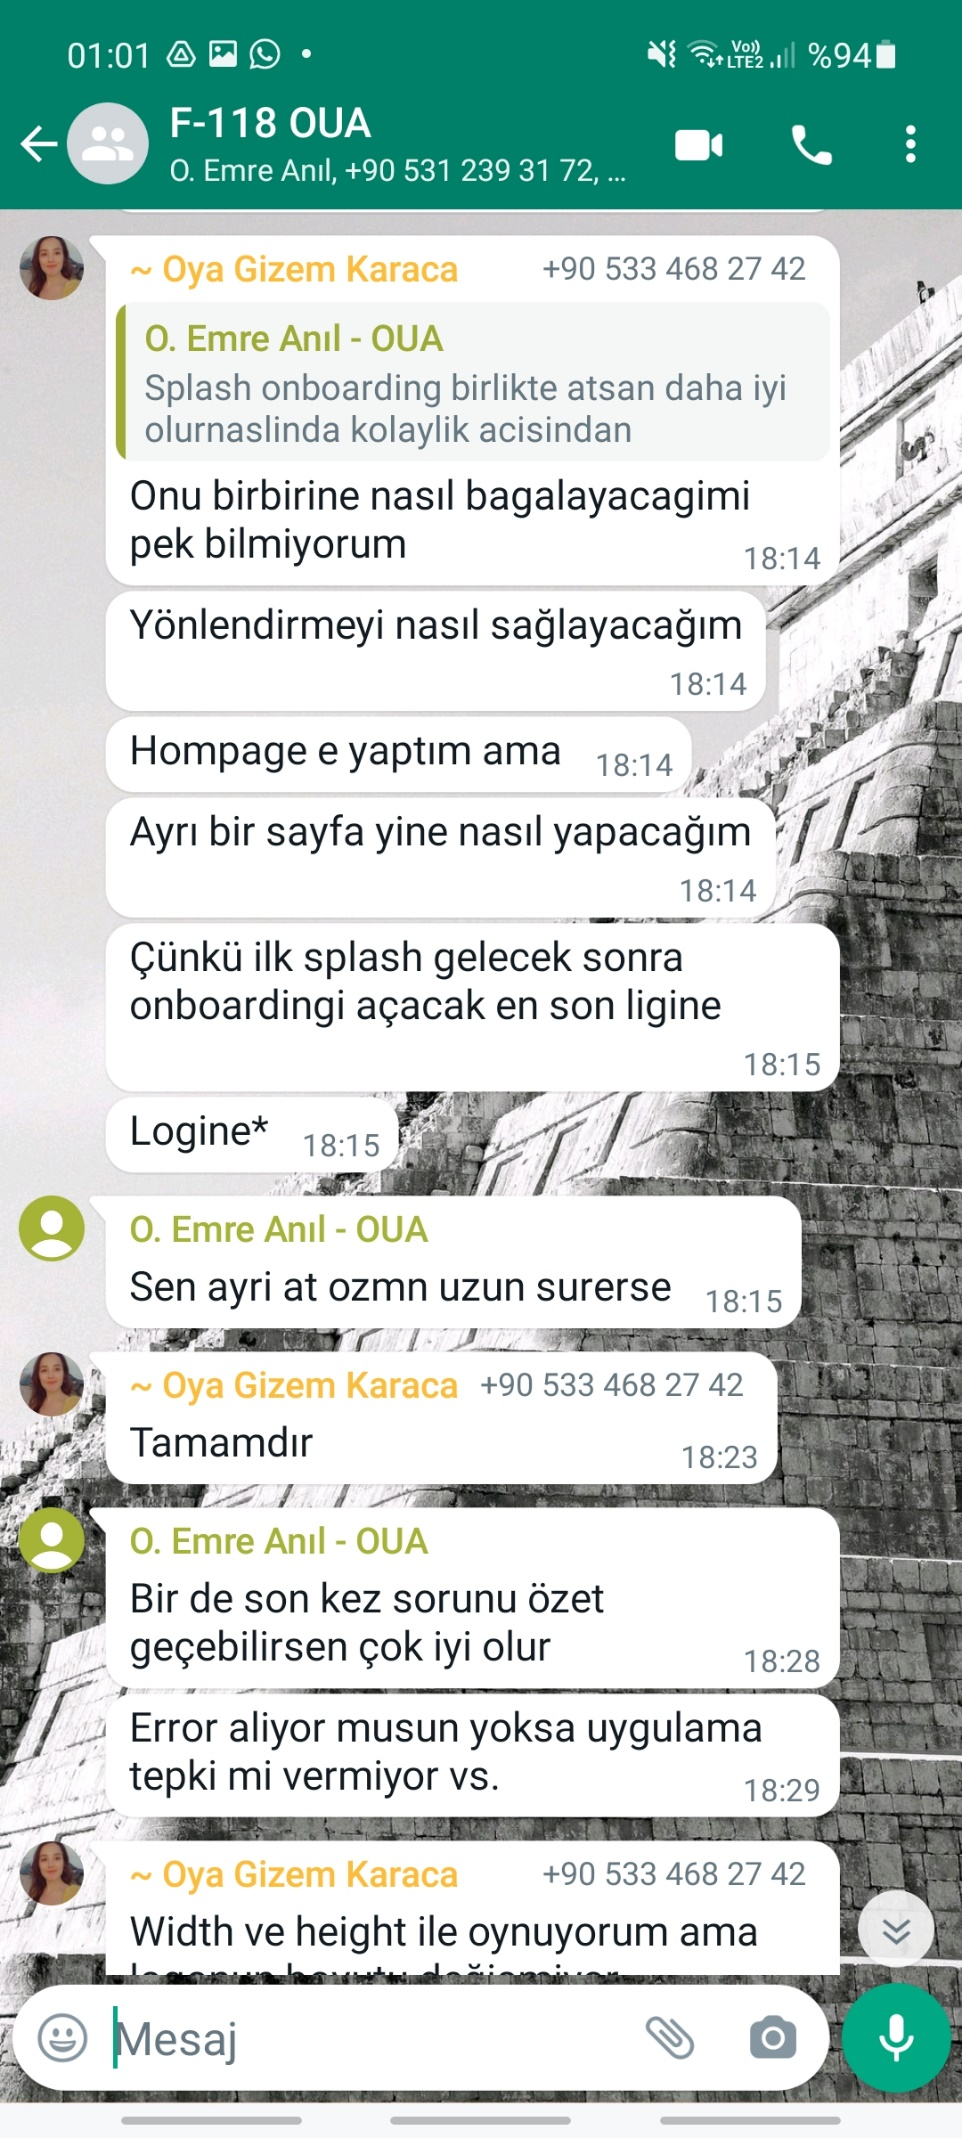 01:01
Vo))
LTE2
%94
F-118 OUA
O. Emre Anıl, +90 531 239 31 72, ...
~ Oya Gizem Karaca +90 533 468 27 42
O. Emre Anıl - OUA
Splash onboarding birlikte atsan daha iyi
olurnaslinda kolaylik acisindan
Onu birbirine nasıl bagalayacagimi
pek bilmiyorum
18:14
Yönlendirmeyi nasıl sağlayacağım
18:14
Hompage e yaptım ama 18:14
Ayrı bir sayfa yine nasıl yapacağım
18:14
Çünkü ilk splash gelecek sonra
onboardingi açacak en son ligine
18:15
Logine* 18:15
O. Emre Anıl - OUA
Sen ayri at ozmn uzun surerse 18:15
~ Oya Gizem Karaca +90 533 468 27 42
Tamamdır
18:23
O. Emre Anıl - OUA
Bir de son kez sorunu özet
geçebilirsen çok iyi olur
18:28
Error aliyor musun yoksa uygulama
tepki mi vermiyor vs.
18:29
~ Oya Gizem Karaca +90 533 468 27 42
Width ve height ile oynuyorum ama
Mesaj